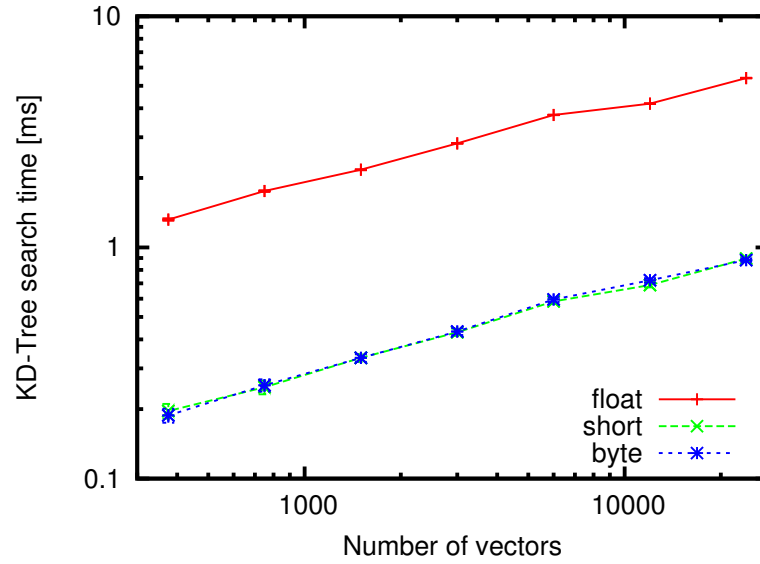 10
1
0.1
KD-Tree search time [ms]
1000
10000
Number of vectors
float
short
byte